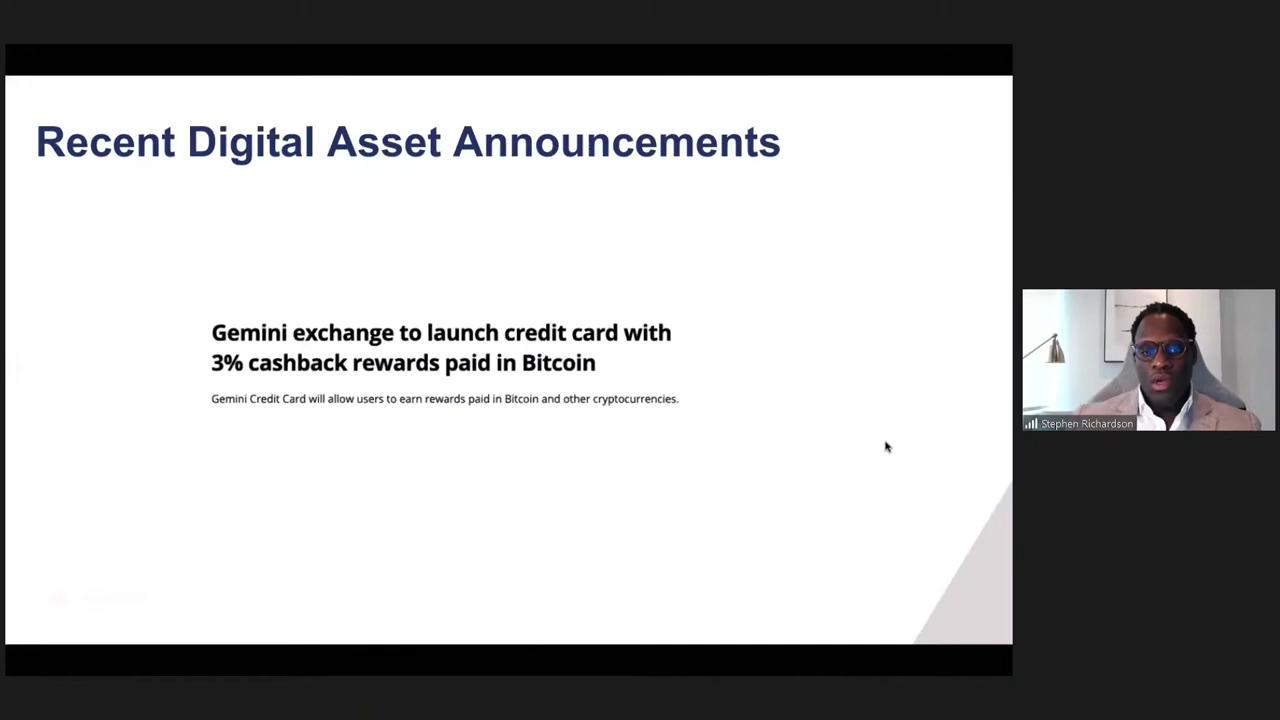 Recent Digital Asset Announcements
Gemini exchange to launch credit card with
3% cashback rewards paid in Bitcoin
Gemini Credit Card will allow users to earn rewards paid in Bitcoin and other cryptocurrencies.
Stephen Richardson